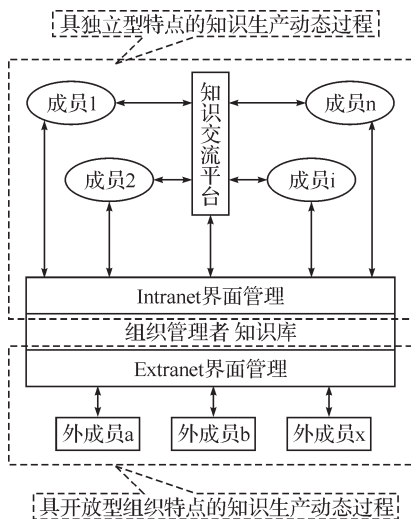 具独立型特点的知识生产动态过程
成员1
知识交流平台
成员n
成员2
成员i
Intranet界面管理
组织管理者 知识库
Extranet界面管理
外成员a
外成员b
外成员x
具开放型组织特点的知识生产动态过程